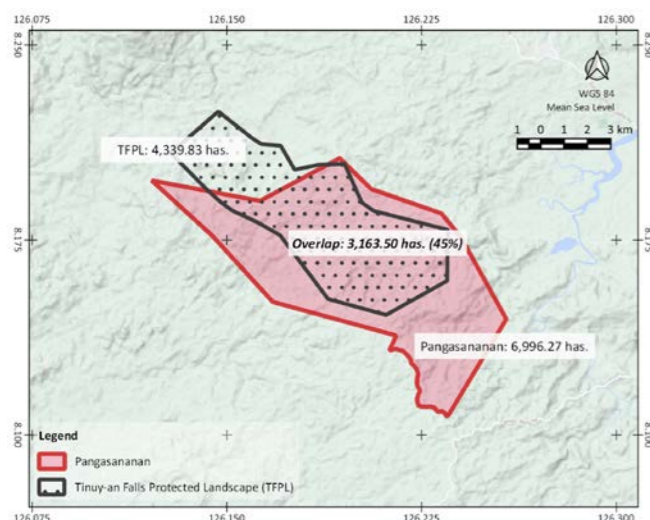 126.075 126.150 126.225 126.300
8.250 8.250
WGS 84
Mean Sea Level
1 0 1 2 3 km
TFPL: 4,339.83 has.
8.175 8.175
Overlap: 3,163.50 has. (45%)
Pangasananan: 6,996.27 has.
8.100 8.100
Legend
Pangasananan
Tinuy-an Falls Protected Landscape (TFPL)
126.075 126.150 126.225 126.300